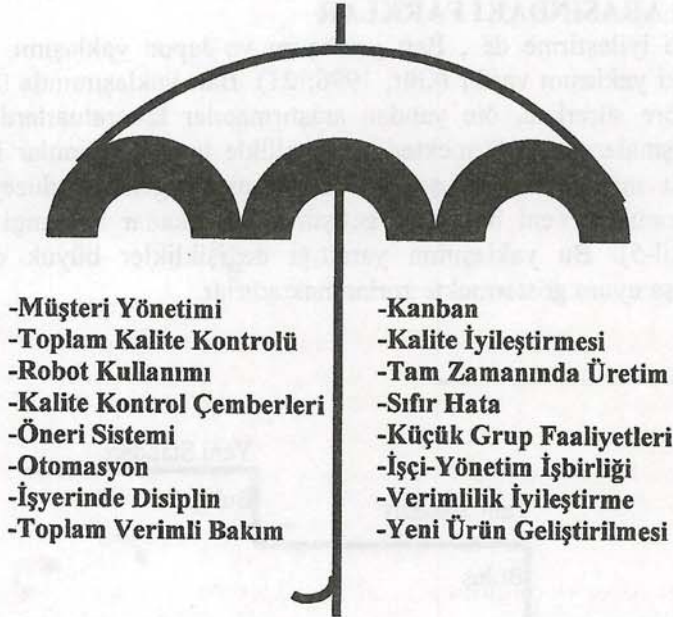 -Müşteri Yönetimi
-Toplam Kalite Kontrolü
-Robot Kullanımı
-Kalite Kontrol Çemberleri
-Öneri Sistemi
-Otomasyon
-İşyerinde Disiplin
-Toplam Verimli Bakım
-Kanban
-Kalite İyileştirmesi
-Tam Zamanında Üretim
-Sıfır Hata
-Küçük Grup Faaliyetleri
-İşçi-Yönetim İşbirliği
-Verimlilik İyileştirme
-Yeni Ürün Geliştirilmesi